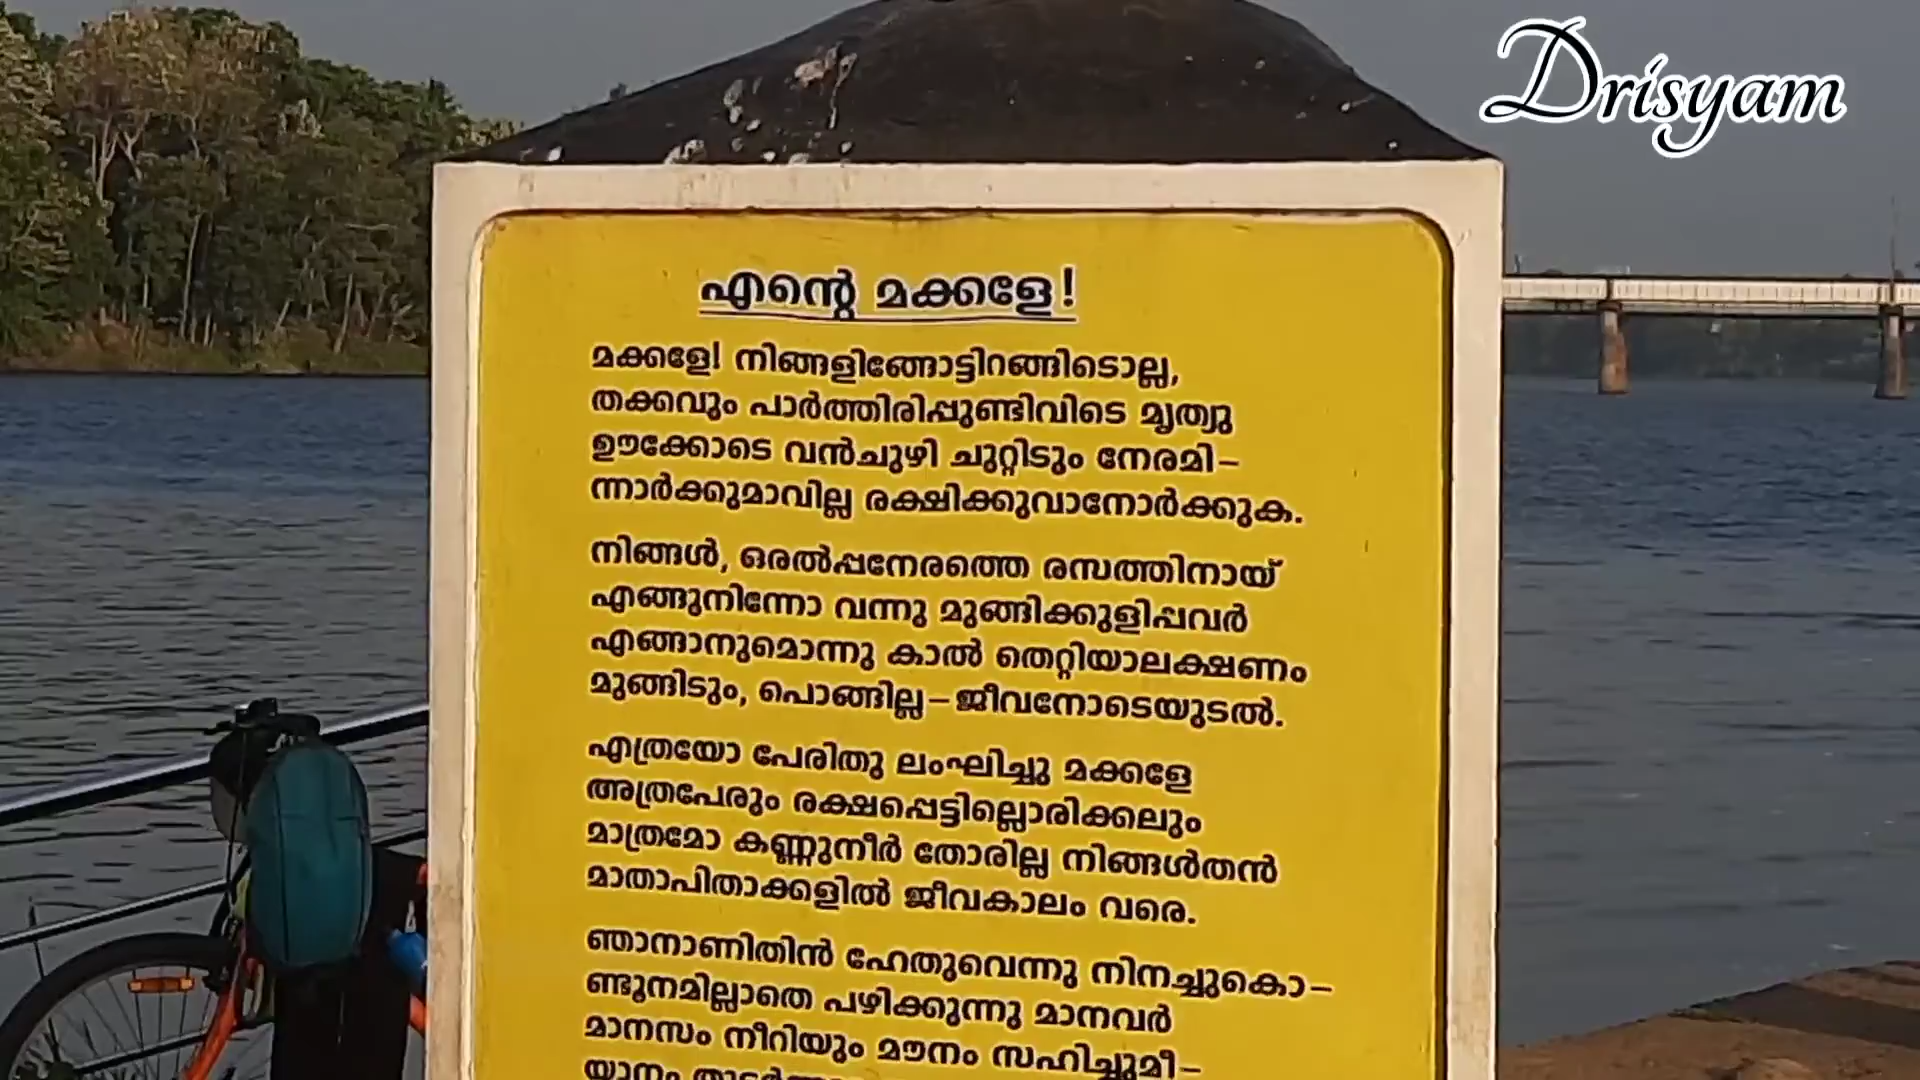 Drisyam
എന്റെ മക്കളേ!
മക്കളേ! നിങ്ങളിങ്ങോട്ടിറങ്ങിടൊല്ല,
തക്കവും പാർത്തിരിപ്പുണ്ടിവിടെ മൃത്യു
ഊക്കോടെ വൻചുഴി ചുറ്റിടും നേരമി–
ന്നാർക്കുമാവില്ല രക്ഷിക്കുവാനോർക്കുക.
നിങ്ങൾ, ഒരൽപ്പനേരത്തെ രസത്തിനായ്
എങ്ങുനിന്നോ വന്നു മുങ്ങിക്കുളിപ്പവർ
എങ്ങാനുമൊന്നു കാൽ തെറ്റിയാലക്ഷണം
മുങ്ങിടും, പൊങ്ങില്ല–ജീവനോടെയുടൽ.
എത്രയോ പേരിതു ലംഘിച്ചു മക്കളേ
അത്രപേരും രക്ഷപ്പെട്ടില്ലൊരിക്കലും
മാത്രമോ കണ്ണുനീർ തോരില്ല നിങ്ങൾതൻ
മാതാപിതാക്കളിൽ ജീവകാലം വരെ.
ഞാനാണിതിൻ ഹേതുവെന്നു നിനച്ചുകൊ–
ണ്ടൂനമില്ലാതെ പഴിക്കുന്നു മാനവർ
മാനസം നീറിയും മൗനം സഹിച്ചുമീ–